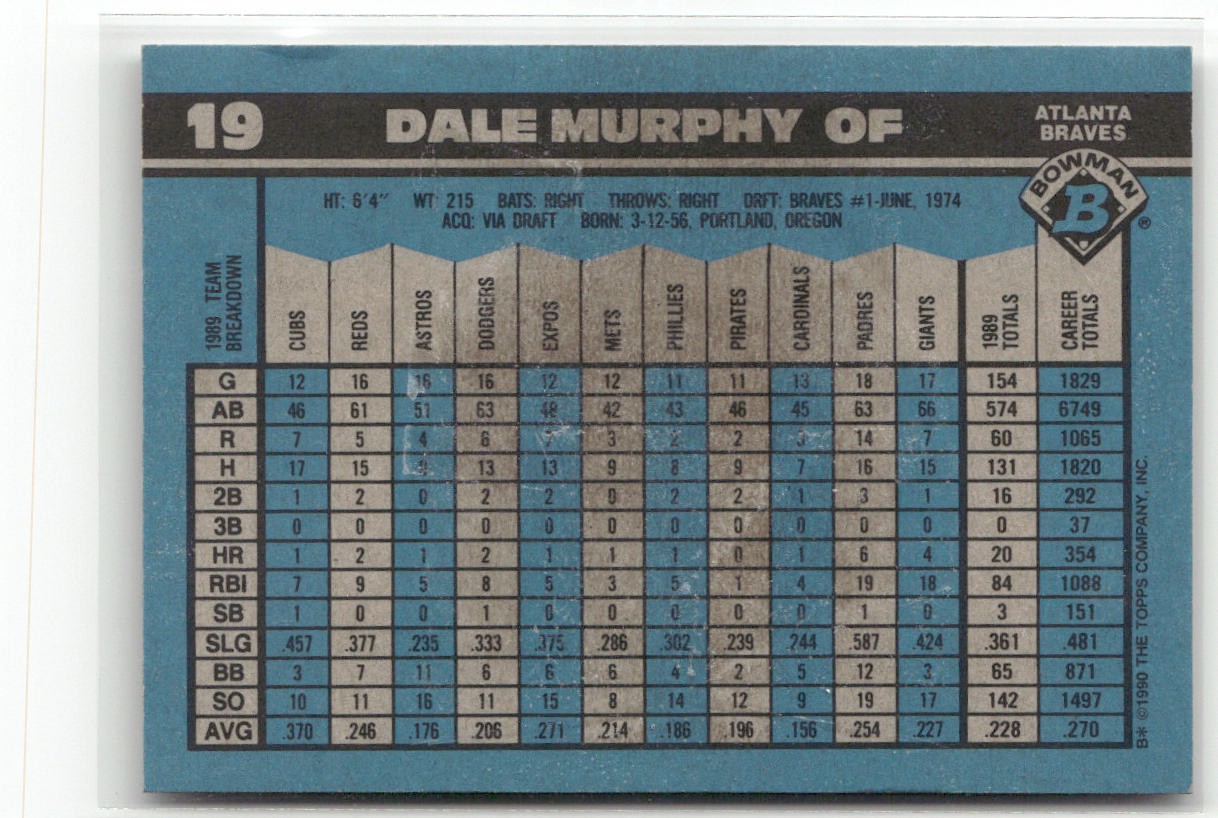 19 DALE MURPHY OF ATLANTA BRAVES
BOWMAN B ®
HT: 6'4" WT: 215 BATS: RIGHT THROWS: RIGHT DRFT: BRAVES #1-JUNE, 1974
ACQ: VIA DRAFT BORN: 3-12-56, PORTLAND, OREGON
1989 TEAM BREAKDOWN CUBS REDS ASTROS DODGERS EXPOS METS PHILLIES PIRATES CARDINALS PADRES GIANTS 1989 TOTALS CAREER TOTALS
G 12 16 16 16 12 12 11 11 13 18 17 154 1829
AB 46 61 51 63 48 42 43 46 45 63 66 574 6749
R 7 5 4 6 7 3 2 2 3 14 7 60 1065
H 17 15 9 13 13 9 8 9 7 16 15 131 1820
2B 1 2 0 2 2 0 2 2 1 3 1 16 292
3B 0 0 0 0 0 0 0 0 0 0 0 0 37
HR 1 2 1 2 1 1 1 0 1 6 4 20 354
RBI 7 9 5 8 5 3 5 1 4 19 18 84 1088
SB 1 0 0 1 0 0 0 0 0 1 0 3 151
SLG .457 .377 .235 .333 .375 .286 .302 .239 .244 .587 .424 .361 .481
BB 3 7 11 6 6 6 4 2 5 12 3 65 871
SO 10 11 16 11 15 8 14 12 9 19 17 142 1497
AVG .370 .246 .176 .206 .271 .214 .186 .196 .156 .254 .227 .228 .270
B* ©1990 THE TOPPS COMPANY, INC.